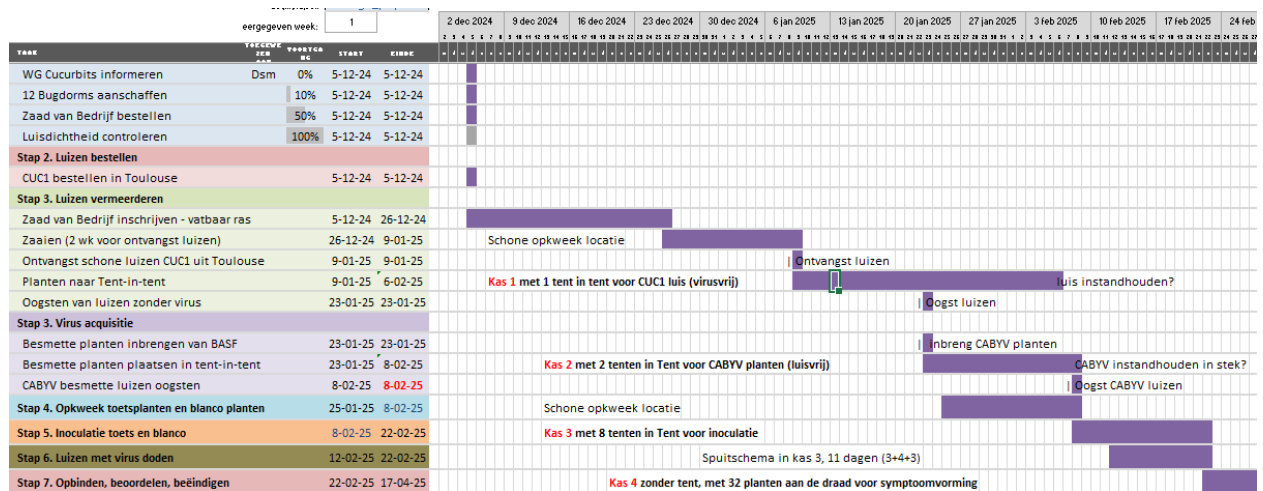 eergegeven week: 1
2 dec 2024 9 dec 2024 16 dec 2024 23 dec 2024 30 dec 2024 6 jan 2025 13 jan 2025 20 jan 2025 27 jan 2025 3 feb 2025 10 feb 2025 17 feb 2025 24 feb
TAAK TOEGEWEZEN AAN VOORTGANG START EINDE
WG Cucurbits informeren Dsm 0% 5-12-24 5-12-24
12 Bugdorms aanschaffen 10% 5-12-24 5-12-24
Zaad van Bedrijf bestellen 50% 5-12-24 5-12-24
Luisdichtheid controleren 100% 5-12-24 5-12-24
Stap 2. Luizen bestellen
CUC1 bestellen in Toulouse 5-12-24 5-12-24
Stap 3. Luizen vermeerderen
Zaad van Bedrijf inschrijven - vatbaar ras 5-12-24 26-12-24
Zaaien (2 wk voor ontvangst luizen) 26-12-24 9-01-25 Schone opkweek locatie
Ontvangst schone luizen CUC1 uit Toulouse 9-01-25 9-01-25 | Ontvangst luizen
Planten naar Tent-in-tent 9-01-25 6-02-25 Kas 1 met 1 tent in tent voor CUC1 luis (virusvrij) luis instandhouden?
Oogsten van luizen zonder virus 23-01-25 23-01-25 | Oogst luizen
Stap 3. Virus acquisitie
Besmette planten inbrengen van BASF 23-01-25 23-01-25 | Inbreng CABYV planten
Besmette planten plaatsen in tent-in-tent 23-01-25 8-02-25 Kas 2 met 2 tenten in Tent voor CABYV planten (luisvrij) CABYV instandhouden in stek?
CABYV besmette luizen oogsten 8-02-25 8-02-25 | Oogst CABYV luizen
Stap 4. Opkweek toetsplanten en blanco planten 25-01-25 8-02-25 Schone opkweek locatie
Stap 5. Inoculatie toets en blanco 8-02-25 22-02-25 Kas 3 met 8 tenten in Tent voor inoculatie
Stap 6. Luizen met virus doden 12-02-25 22-02-25 Spuitschema in kas 3, 11 dagen (3+4+3)
Stap 7. Opbinden, beoordelen, beëindigen 22-02-25 17-04-25 Kas 4 zonder tent, met 32 planten aan de draad voor symptoomvorming